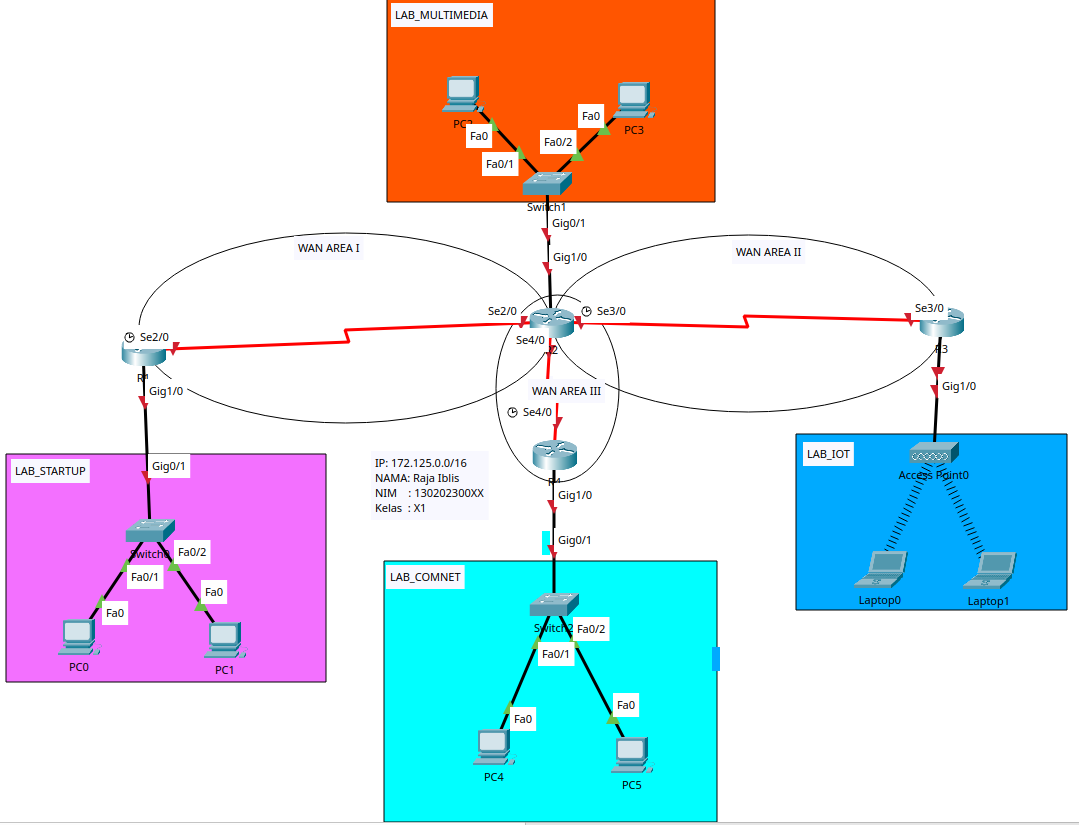 LAB_MULTIMEDIA
PC3
Fa0
Fa0
Fa0/2
Fa0/1
Switch1
Gig0/1
Gig1/0
WAN AREA I
WAN AREA II
Se2/0
Se2/0
Se3/0
Se3/0
Se4/0
Gig1/0
WAN AREA III
Se4/0
Gig1/0
LAB_STARTUP
Gig0/1
IP: 172.125.0.0/16
NAMA: Raja Iblis
NIM : 130202300XX
Kelas : X1
Gig1/0
Gig0/1
LAB_IOT
Access Point0
Laptop0
Laptop1
Switch0
Fa0/2
Fa0/1
Fa0
Fa0
PC0
PC1
LAB_COMNET
Switch2
Fa0/2
Fa0/1
Fa0
Fa0
PC4
PC5